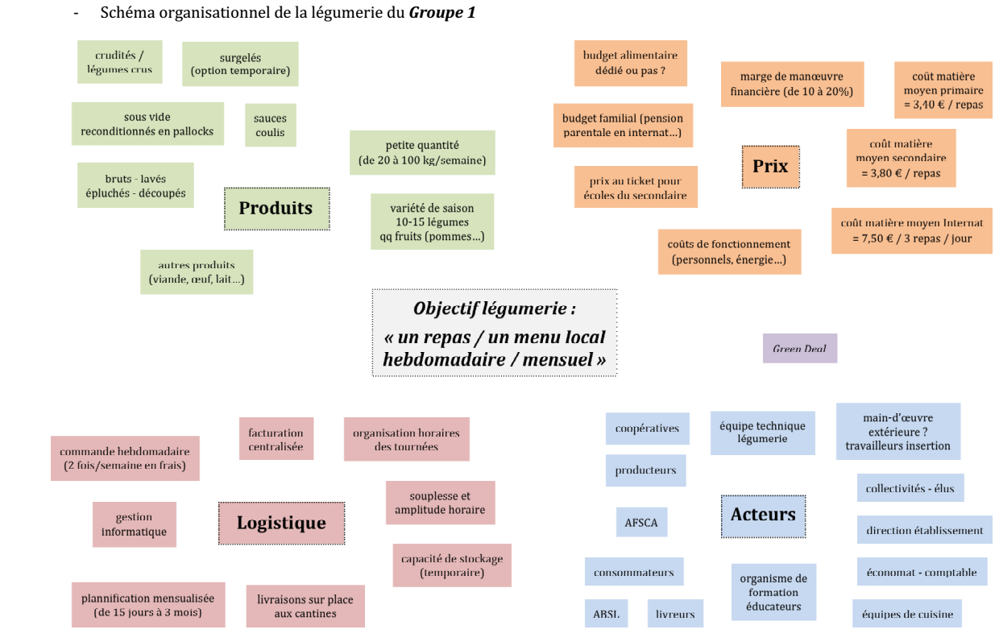 - Schéma organisationnel de la légumerie du Groupe 1
crudités /
légumes crus
surgelés
(option temporaire)
sous vide
reconditionnés en pallocks
sauces
coulis
petite quantité
(de 20 à 100 kg/semaine)
bruts - lavés
épluchés - découpés
Produits
variété de saison
10-15 légumes
qq fruits (pommes…)
autres produits
(viande, œuf, lait…)
budget alimentaire
dédié ou pas ?
marge de manœuvre
financière (de 10 à 20%)
coût matière
moyen primaire
= 3,40 € / repas
budget familial (pension
parentale en internat…)
coût matière
moyen secondaire
= 3,80 € / repas
Prix
prix au ticket pour
écoles du secondaire
coût matière moyen Internat
= 7,50 € / 3 repas / jour
coûts de fonctionnement
(personnels, énergie…)
Objectif légumerie :
« un repas / un menu local
hebdomadaire / mensuel »
Green Deal
facturation
centralisée
organisation horaires
des tournées
commande hebdomadaire
(2 fois/semaine en frais)
souplesse et
amplitude horaire
gestion
informatique
Logistique
capacité de stockage
(temporaire)
plannification mensualisée
(de 15 jours à 3 mois)
livraisons sur place
aux cantines
coopératives
équipe technique
légumerie
main-d'œuvre
extérieure ?
travailleurs insertion
producteurs
collectivités - élus
Acteurs
AFSCA
direction établissement
consommateurs
organisme de
formation
éducateurs
économat - comptable
ABSL
livreurs
équipes de cuisine